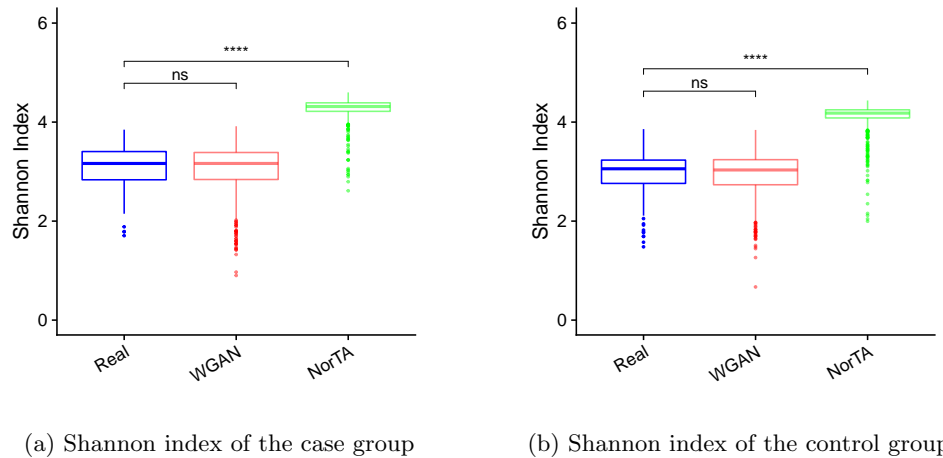 6
****
ns
4
Shannon Index
2
0
Real
WGAN
NorTA
(a) Shannon index of the case group
6
****
ns
4
Shannon Index
2
0
Real
WGAN
NorTA
(b) Shannon index of the control group